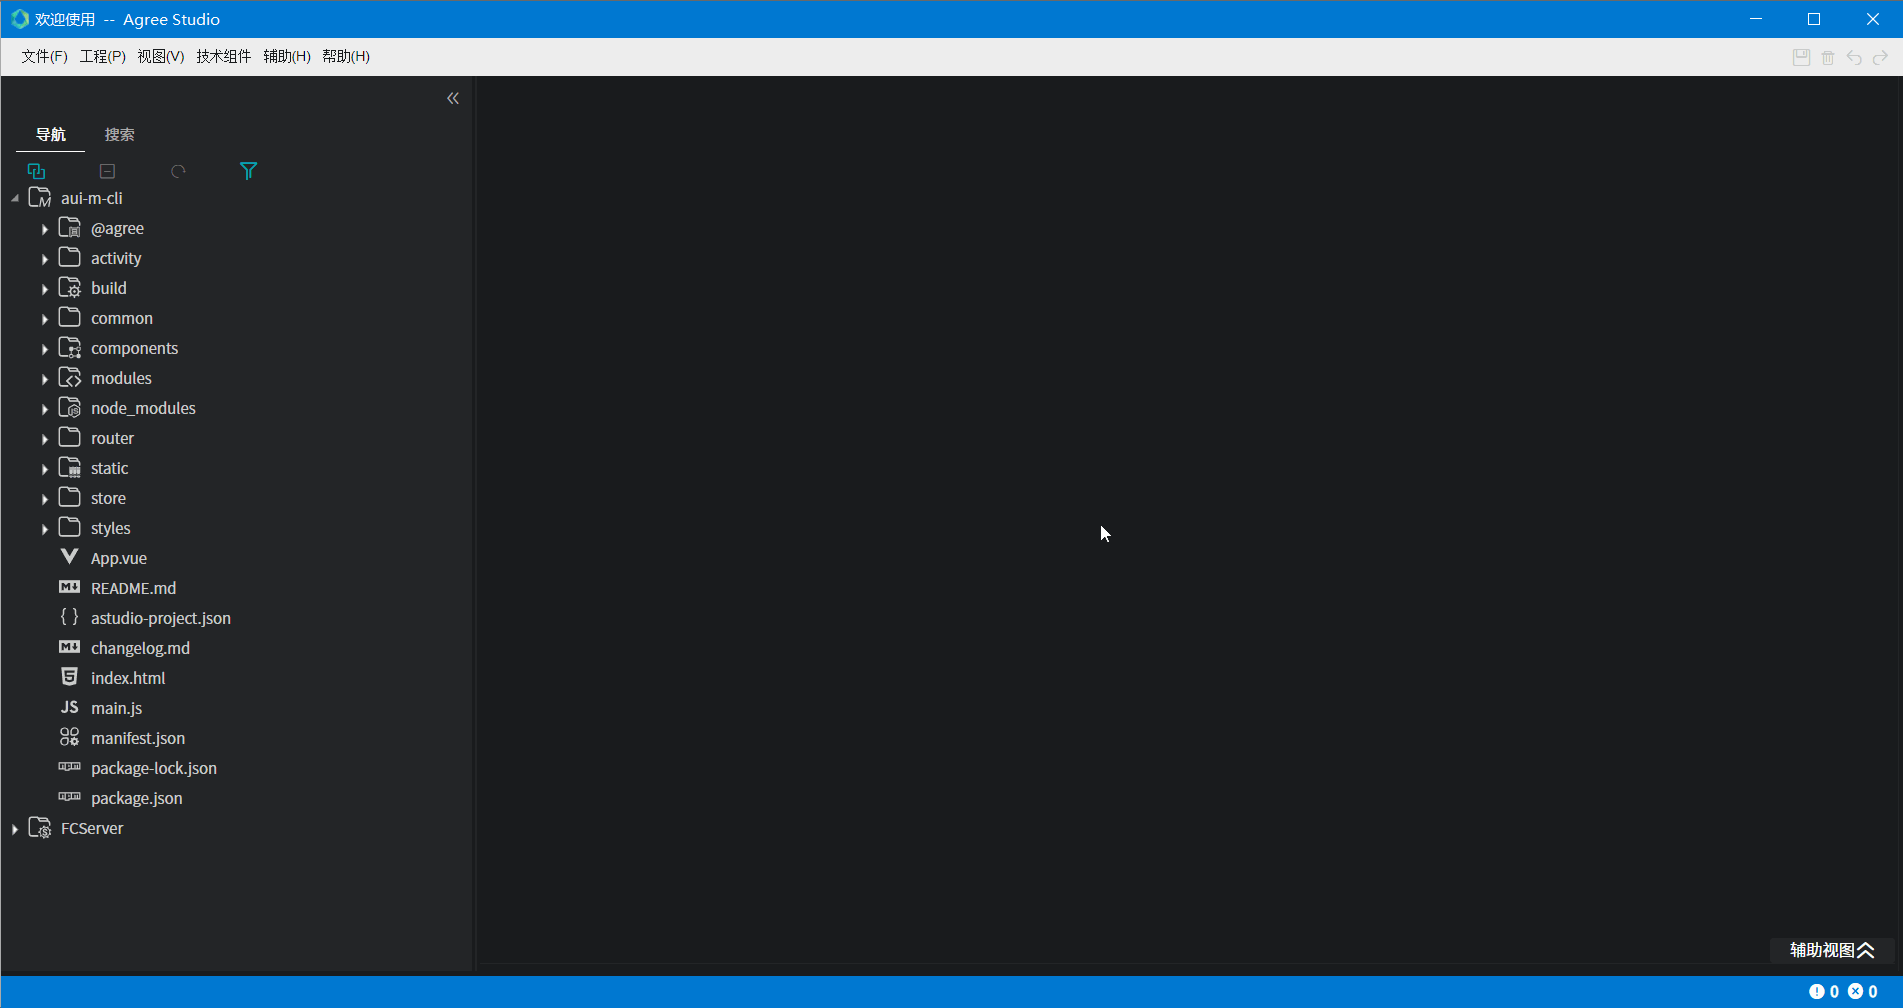 欢迎使用 -- Agree Studio
文件(F) 工程(P) 视图(V) 技术组件 辅助(H) 帮助(H)
导航 搜索
aui-m-cli
@agree
activity
build
common
components
modules
node_modules
router
static
store
styles
App.vue
README.md
astudio-project.json
changelog.md
index.html
JS main.js
manifest.json
package-lock.json
package.json
FCServer
辅助视图
0 0